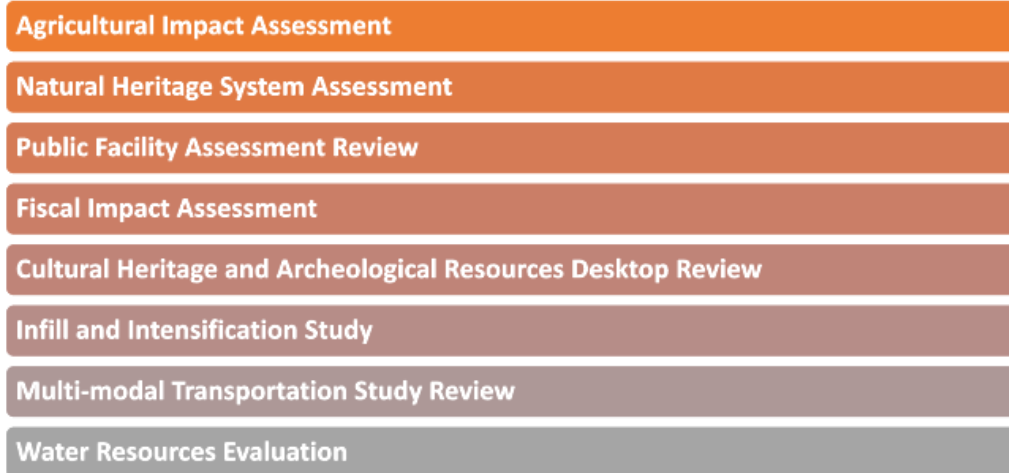 Agricultural Impact Assessment
Natural Heritage System Assessment
Public Facility Assessment Review
Fiscal Impact Assessment
Cultural Heritage and Archeological Resources Desktop Review
Infill and Intensification Study
Multi-modal Transportation Study Review
Water Resources Evaluation